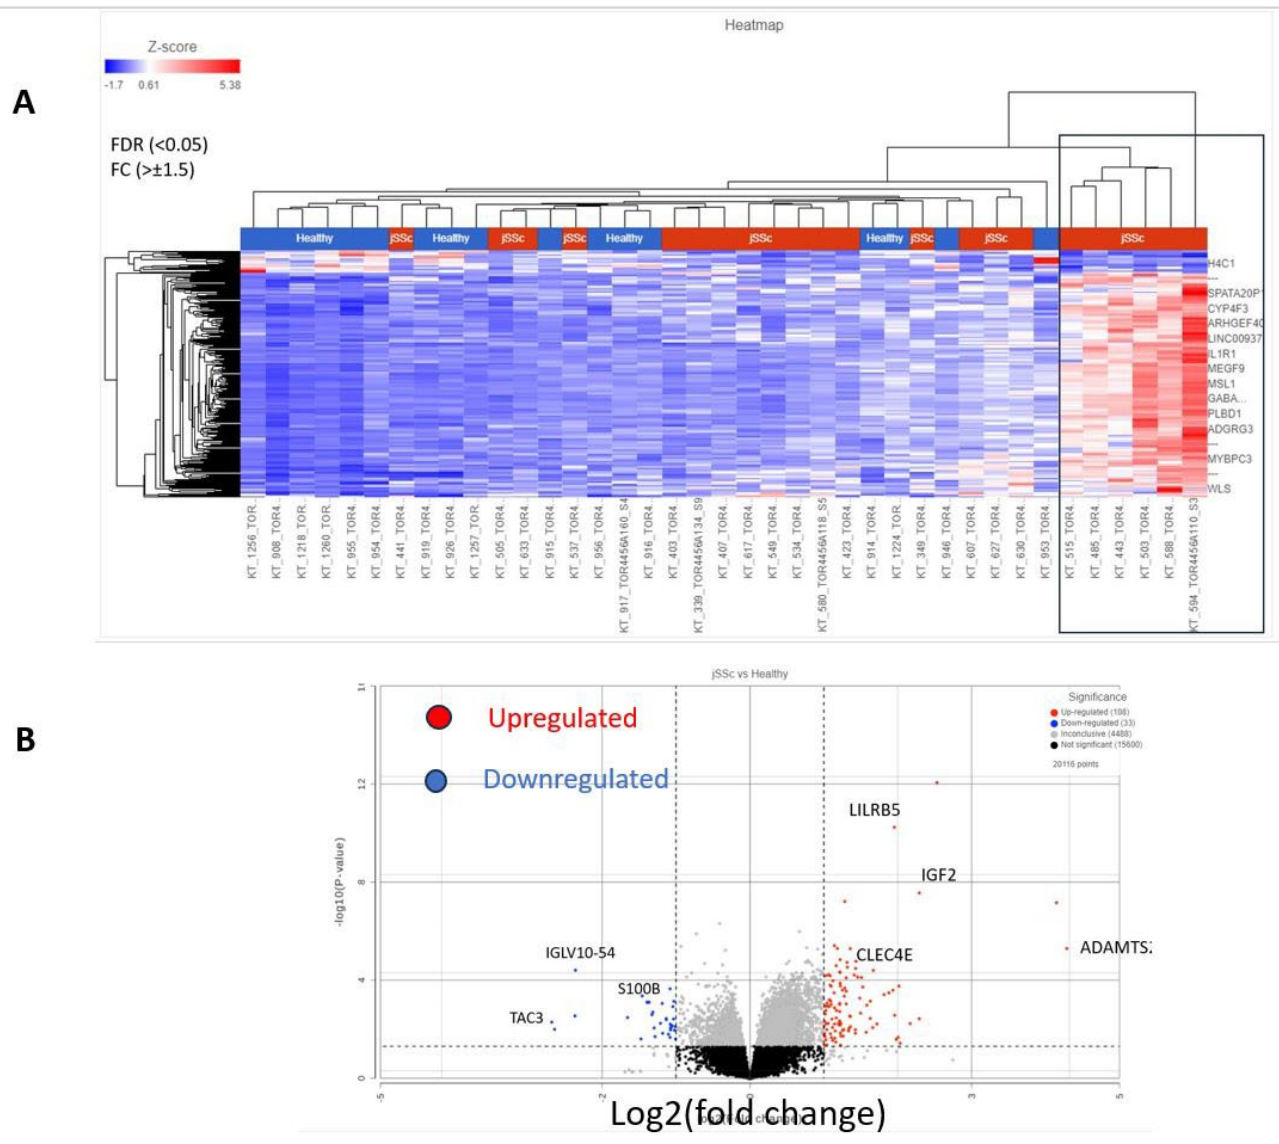 Heatmap
Z-score
-1.7 0.61 5.38
A
FDR (<0.05)
FC (>±1.5)
Healthy jSSc Healthy jSSc jSSc Healthy jSSc Healthy jSSc jSSc jSSc
H4C1
---
SPATA20P
CYP4F3
ARHGEF40
LINC00937
IL1R1
MEGF9
MSL1
GABA...
PLBD1
ADGRG3
---
MYBPC3
---
WLS
KT_1256_TOR..
KT_908_TOR4..
KT_1218_TOR..
KT_1260_TOR..
KT_955_TOR4..
KT_954_TOR4..
KT_441_TOR4..
KT_919_TOR4..
KT_926_TOR4..
KT_1257_TOR..
KT_505_TOR4..
KT_633_TOR4..
KT_915_TOR4..
KT_537_TOR4..
KT_956_TOR4..
KT_917_TOR4456A160_S4
KT_916_TOR4..
KT_403_TOR4..
KT_339_TOR4456A134_S9
KT_407_TOR4..
KT_617_TOR4..
KT_549_TOR4..
KT_534_TOR4..
KT_580_TOR4456A118_S5
KT_423_TOR4..
KT_914_TOR4..
KT_1224_TOR..
KT_349_TOR4..
KT_946_TOR4..
KT_607_TOR4..
KT_627_TOR4..
KT_630_TOR4..
KT_953_TOR4..
KT_515_TOR4..
KT_485_TOR4..
KT_443_TOR4..
KT_503_TOR4..
KT_588_TOR4..
KT_594_TOR4456A110_S3
B
jSSc vs Healthy
Upregulated
Downregulated
Significance
Up-regulated (108)
Down-regulated (33)
Inconclusive (4488)
Not significant (15600)
20116 points
12
8
4
0
-log10(P-value)
LILRB5
IGF2
ADAMTS
CLEC4E
IGLV10-54
S100B
TAC3
-5 -2 0 3 5
Log2(fold change)